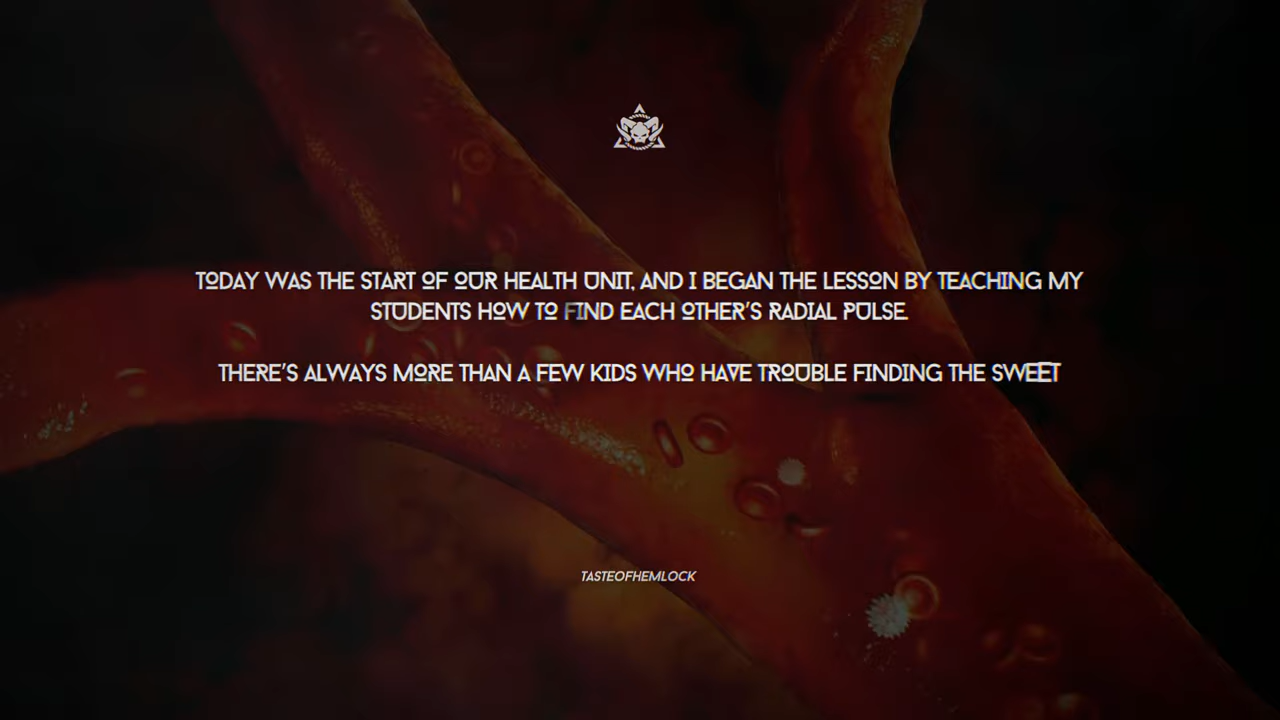 TODAY WAS THE START OF OUR HEALTH UNIT, AND I BEGAN THE LESSON BY TEACHING MY
STUDENTS HOW TO FIND EACH OTHER'S RADIAL PULSE.
THERE'S ALWAYS MORE THAN A FEW KIDS WHO HAVE TROUBLE FINDING THE SWEET
TASTEOFHEMLOCK